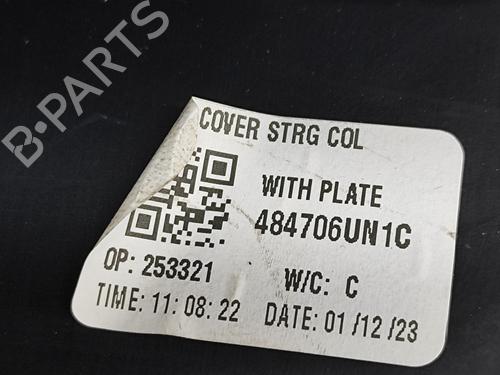 B-PARTS
COVER STRG COL
WITH PLATE
484706UN1C
OP: 253321
W/C: C
TIME: 11: 08: 22
DATE: 01 /12 /23